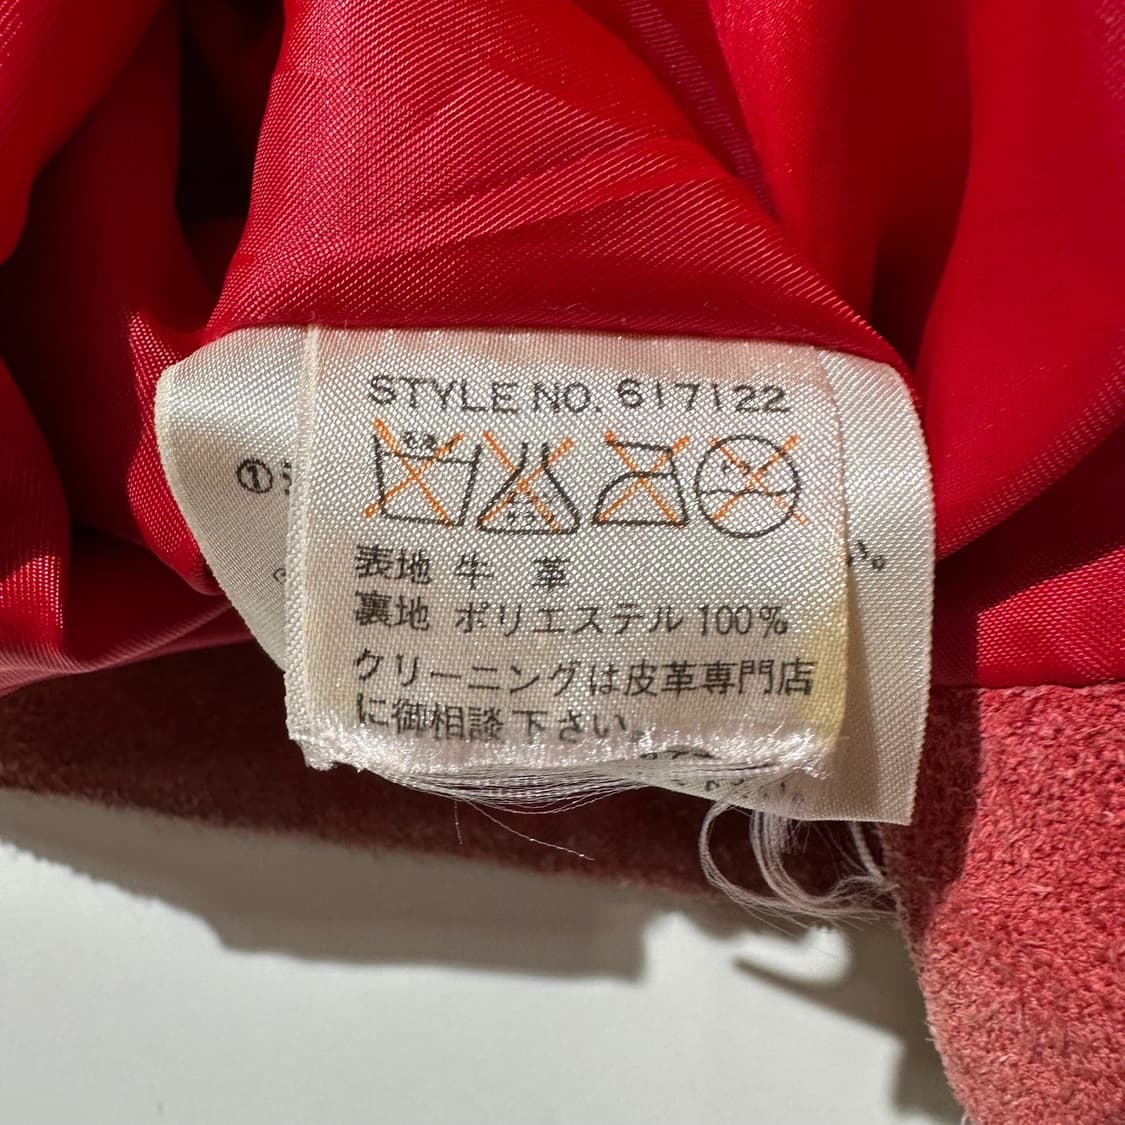 STYLE NO. 617122
表地 牛 革
裏地 ポリエステル 100%
クリーニングは皮革専門店
に御相談下さい。
①